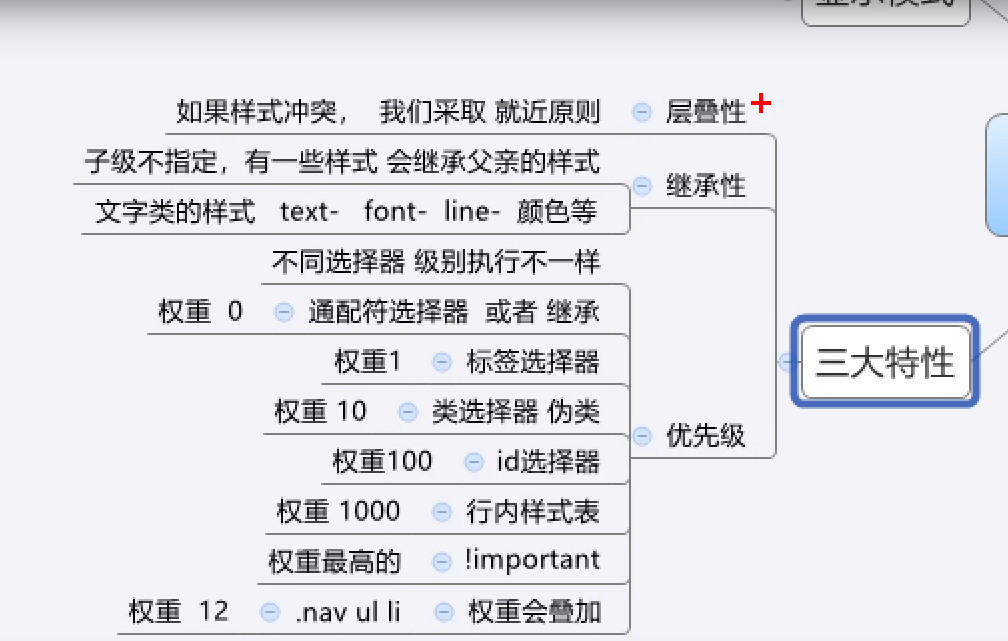 显示模式
如果样式冲突， 我们采取 就近原则 层叠性
子级不指定，有一些样式 会继承父亲的样式
继承性
文字类的样式 text- font- line- 颜色等
不同选择器 级别执行不一样
权重 0 通配符选择器 或者 继承
权重1 标签选择器
三大特性
权重 10 类选择器 伪类
优先级
权重100 id选择器
权重 1000 行内样式表
权重最高的 !important
权重 12 .nav ul li 权重会叠加